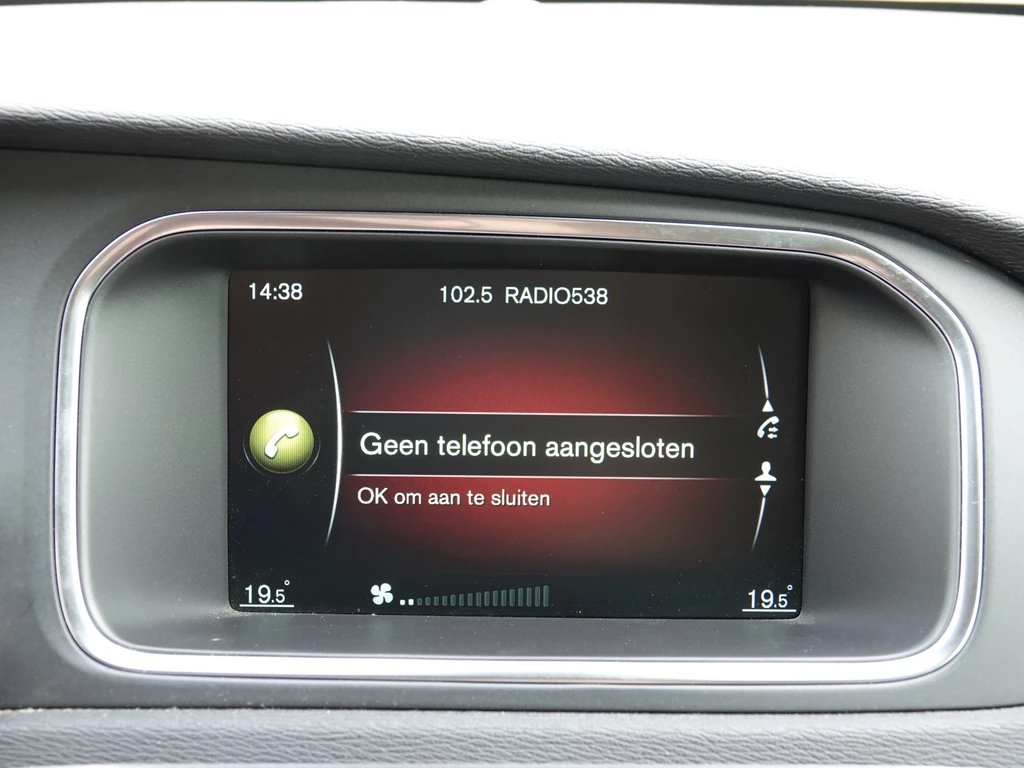 14:38
102.5 RADIO538
Geen telefoon aangesloten
OK om aan te sluiten
19.5°
19.5°